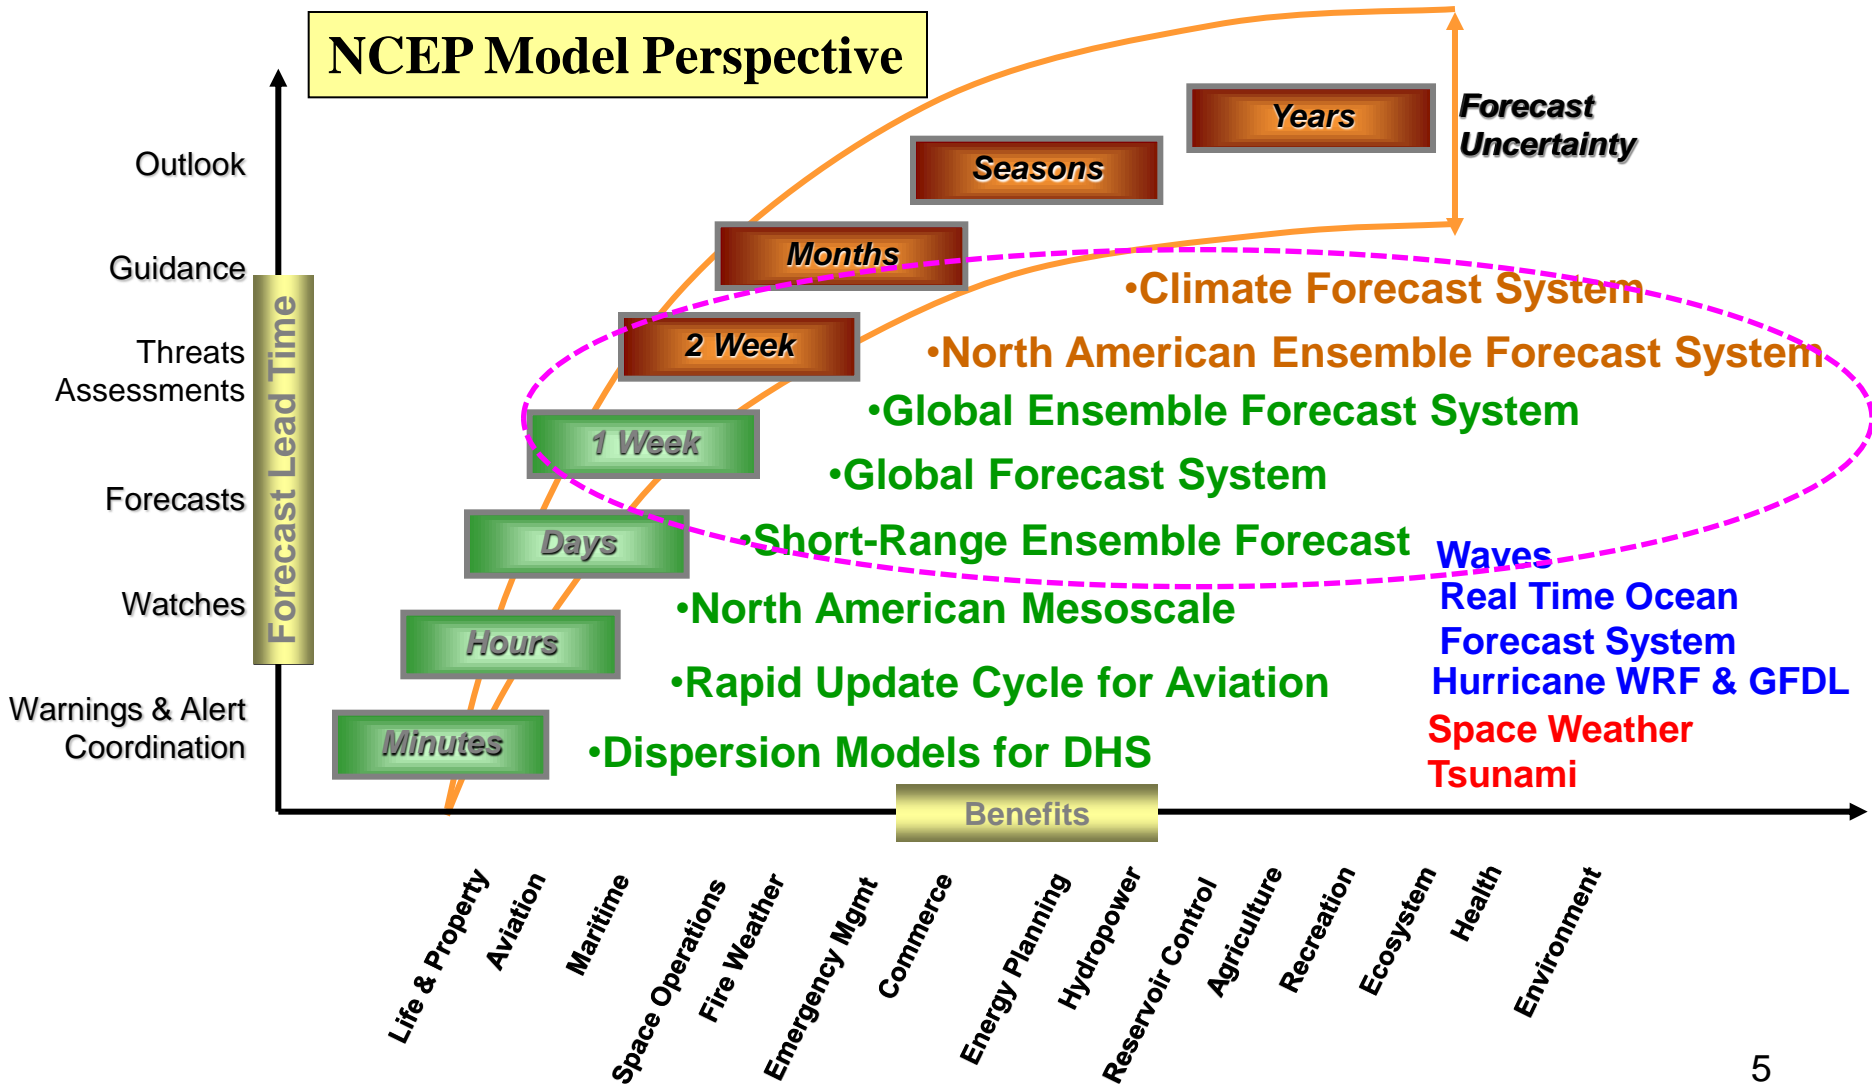 NCEP Model Perspective
Years
Forecast
Uncertainty
Seasons
Outlook
Months
Guidance
•Climate Forecast System
Threats
Assessments
2 Week
•North American Ensemble Forecast System
•Global Ensemble Forecast System
1 Week
•Global Forecast System
Forecast Lead Time
Forecasts
Days
•Short-Range Ensemble Forecast
Waves
Real Time Ocean
Forecast System
Hurricane WRF & GFDL
Space Weather
Tsunami
Watches
Hours
•North American Mesoscale
•Rapid Update Cycle for Aviation
Warnings & Alert
Coordination
Minutes
•Dispersion Models for DHS
Benefits
Life & Property
Aviation
Maritime
Space Operations
Fire Weather
Emergency Mgmt
Commerce
Energy Planning
Hydropower
Reservoir Control
Agriculture
Recreation
Ecosystem
Health
Environment
5